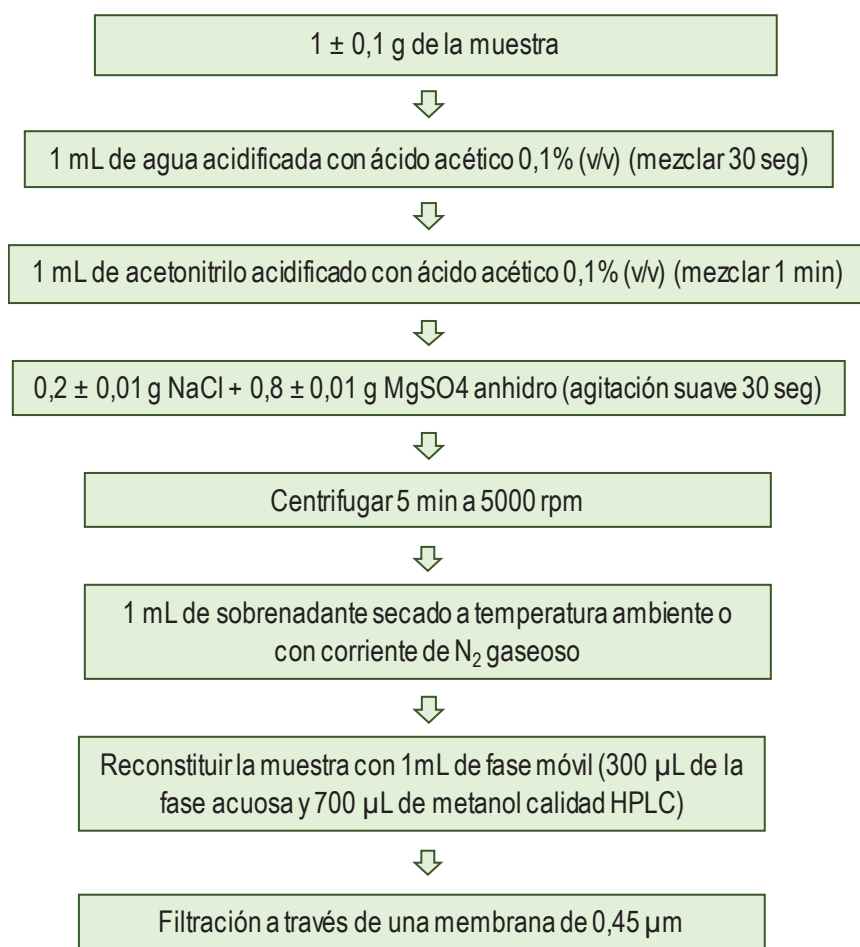 1 ± 0,1 g de la muestra
1 mL de agua acidificada con ácido acético 0,1% (v/v) (mezclar 30 seg)
1 mL de acetonitrilo acidificado con ácido acético 0,1% (v/v) (mezclar 1 min)
0,2 ± 0,01 g NaCl + 0,8 ± 0,01 g MgSO4 anhidro (agitación suave 30 seg)
Centrifugar 5 min a 5000 rpm
1 mL de sobrenadante secado a temperatura ambiente o
con corriente de N₂ gaseoso
Reconstituir la muestra con 1mL de fase móvil (300 µL de la
fase acuosa y 700 µL de metanol calidad HPLC)
Filtración a través de una membrana de 0,45 µm